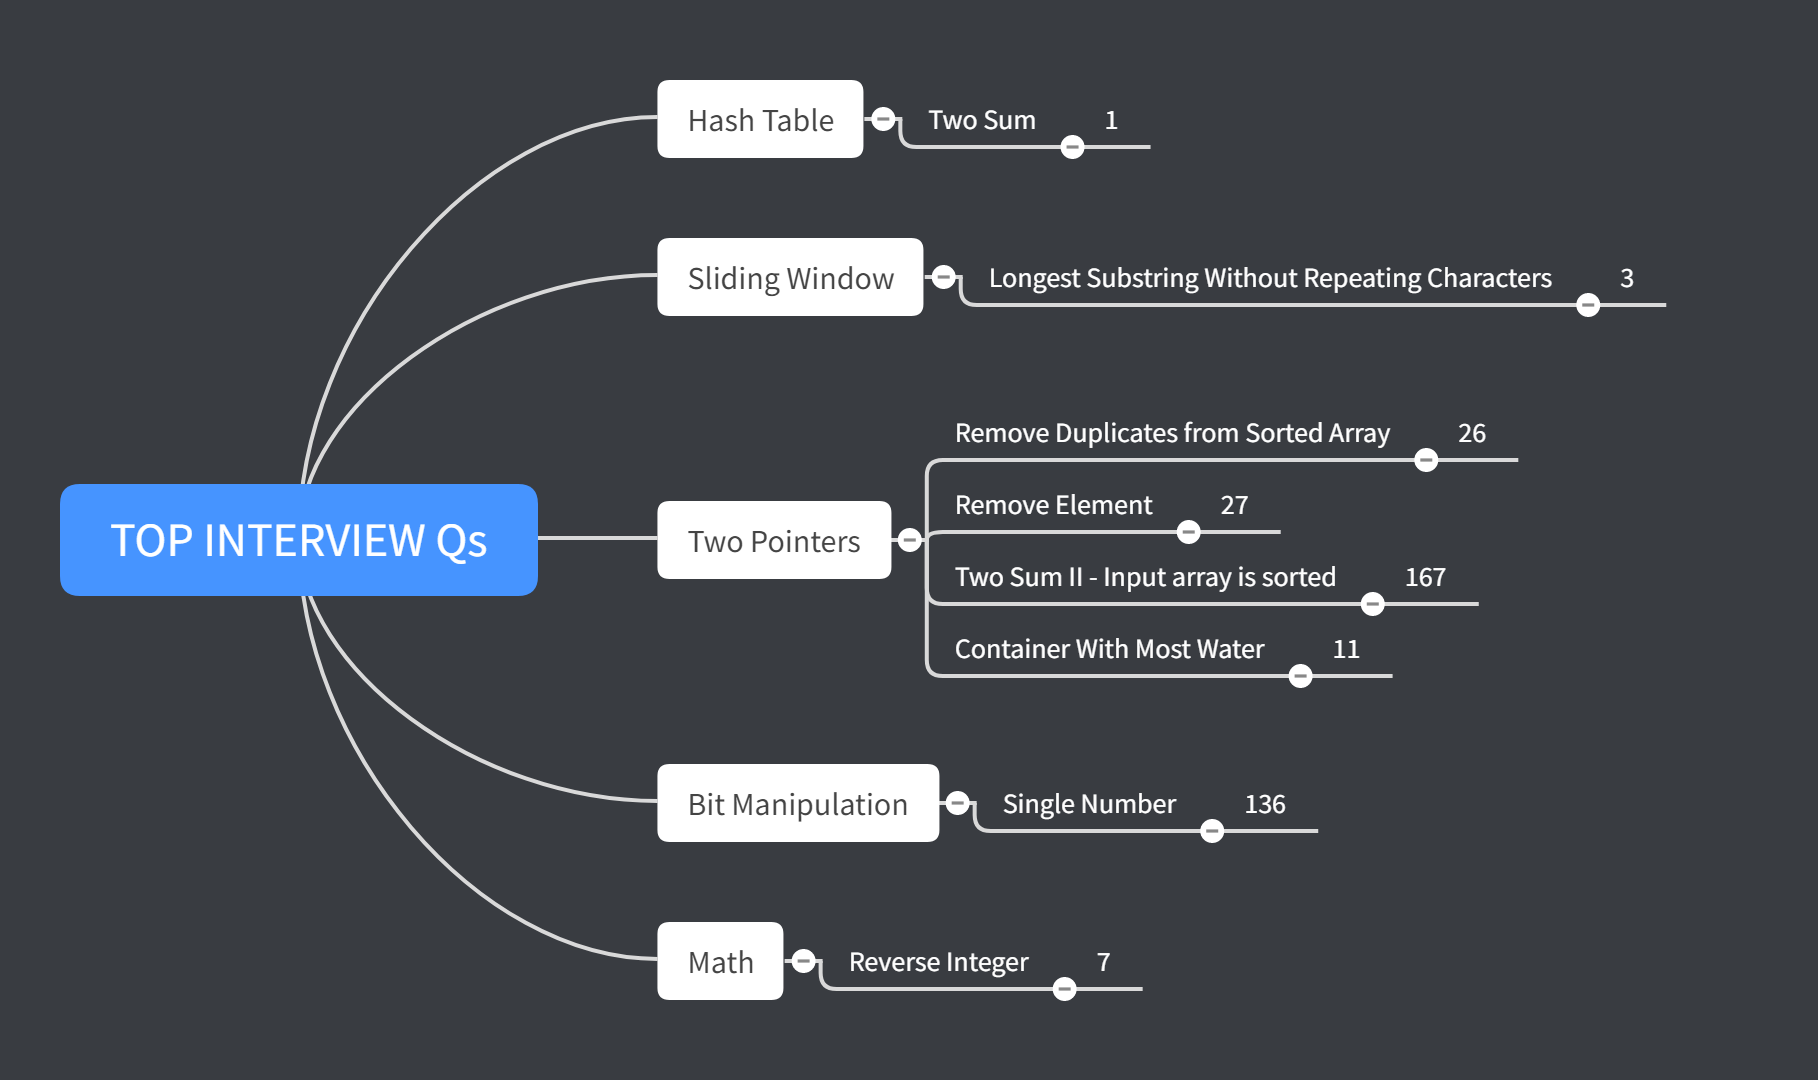 Hash Table
Two Sum 1
Sliding Window
Longest Substring Without Repeating Characters 3
TOP INTERVIEW Qs
Two Pointers
Remove Duplicates from Sorted Array 26
Remove Element 27
Two Sum II - Input array is sorted 167
Container With Most Water 11
Bit Manipulation
Single Number 136
Math
Reverse Integer 7